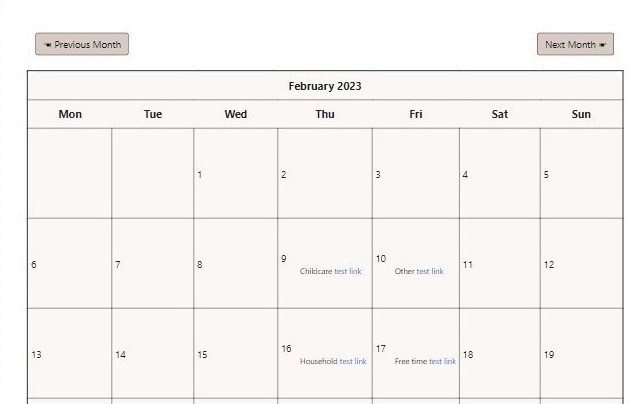 ☚ Previous Month
Next Month ☛
February 2023
Mon Tue Wed Thu Fri Sat Sun
1 2 3 4 5
6 7 8 9 10 11 12
Childcare test link Other test link
13 14 15 16 17 18 19
Household test link Free time test link